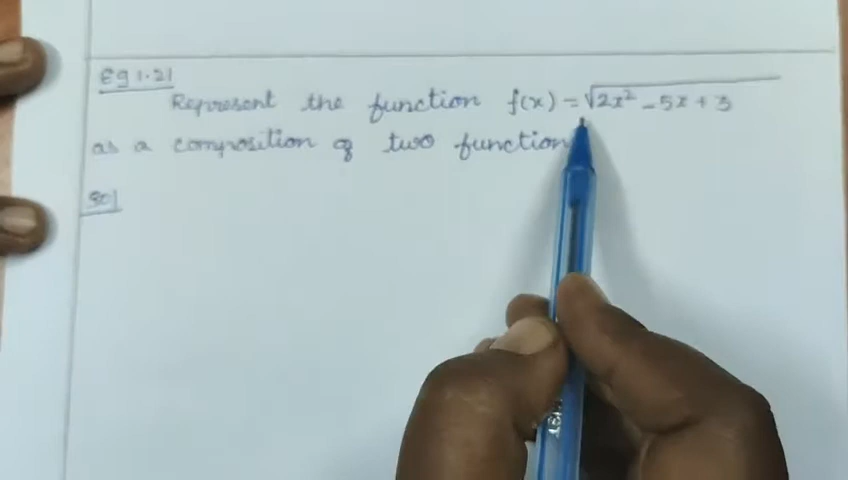 Eg 1.21
Represent the function f(x) = √2x² - 5x + 3
as a composition of two function
Sol